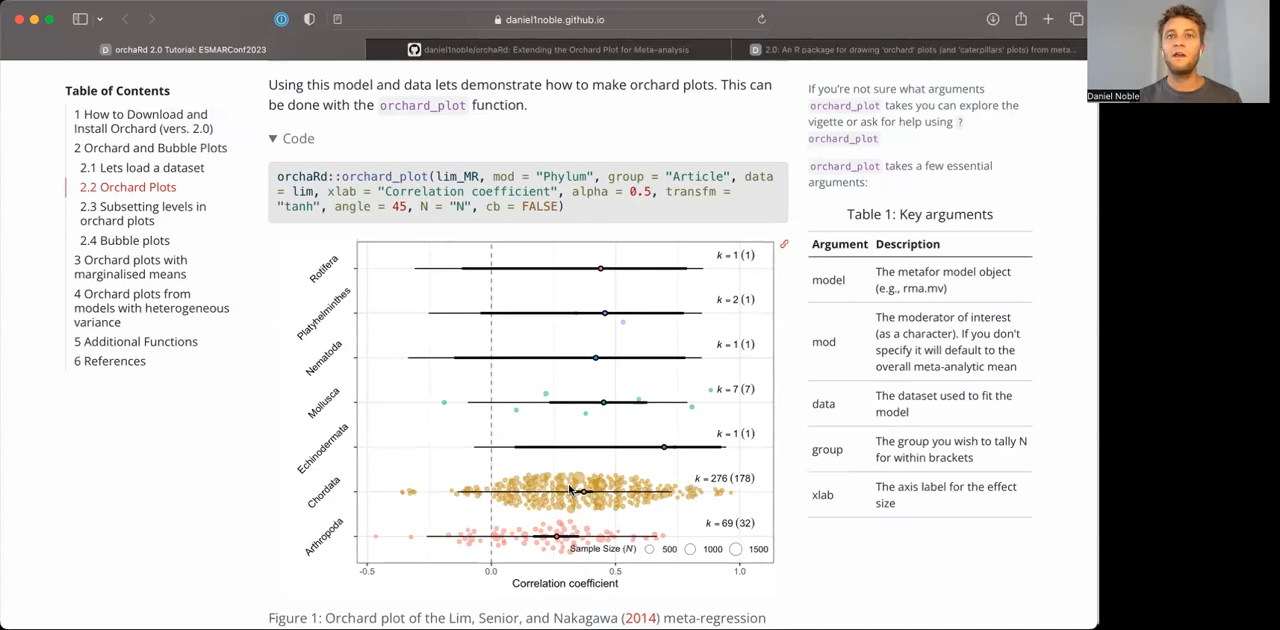 daniel1noble.github.io
orchaRd 2.0 Tutorial: ESMARConf2023
daniel1noble/orchaRd: Extending the Orchard Plot for Meta-analysis
2.0: An R package for drawing 'orchard' plots (and 'caterpillars' plots) from meta...
Daniel Noble
Table of Contents
1 How to Download and
Install Orchard (vers. 2.0)
2 Orchard and Bubble Plots
2.1 Lets load a dataset
2.2 Orchard Plots
2.3 Subsetting levels in
orchard plots
2.4 Bubble plots
3 Orchard plots with
marginalised means
4 Orchard plots from
models with heterogeneous
variance
5 Additional Functions
6 References
Using this model and data lets demonstrate how to make orchard plots. This can
be done with the orchard_plot function.
Code
orchaRd::orchard_plot(lim_MR, mod = "Phylum", group = "Article", data
= lim, xlab = "Correlation coefficient", alpha = 0.5, transfm =
"tanh", angle = 45, N = "N", cb = FALSE)
Rotifera
k = 1 (1)
Platyhelminthes
k = 2 (1)
Nematoda
k = 1 (1)
Mollusca
k = 7 (7)
Echinodermata
k = 1 (1)
Chordata
k = 276 (178)
Arthropoda
k = 69 (32)
Sample Size (N) 500 1000 1500
-0.5 0.0 0.5 1.0
Correlation coefficient
Figure 1: Orchard plot of the Lim, Senior, and Nakagawa (2014) meta-regression
If you're not sure what arguments
orchard_plot takes you can explore the
vigette or ask for help using ?
orchard_plot
orchard_plot takes a few essential
arguments:
Table 1: Key arguments
Argument Description
model The metafor model object
(e.g., rma.mv)
mod The moderator of interest
(as a character). If you don't
specify it will default to the
overall meta-analytic mean
data The dataset used to fit the
model
group The group you wish to tally N
for within brackets
xlab The axis label for the effect
size